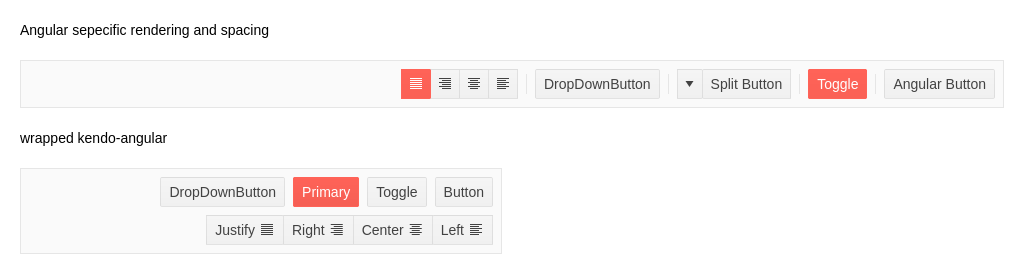 Angular sepecific rendering and spacing
DropDownButton Split Button Toggle Angular Button
wrapped kendo-angular
DropDownButton Primary Toggle Button
Justify Right Center Left